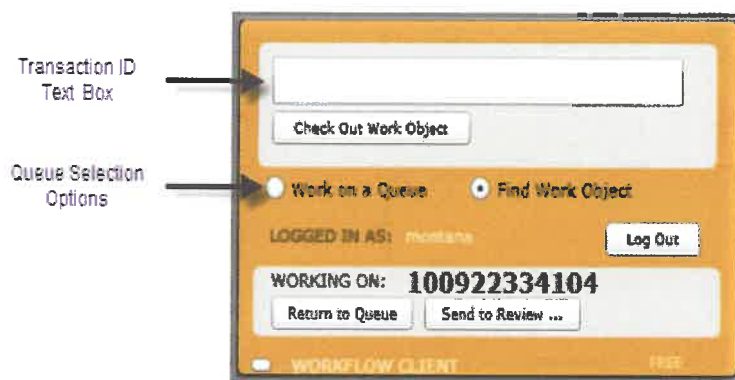 Transaction ID
Text Box
Check Out Work Object
Queue Selection
Options
Work on a Queue
Find Work Object
LOGGED IN AS: montana
Log Out
WORKING ON: 100922334104
Return to Queue
Send to Review ...
WORKFLOW CLIENT
FREE